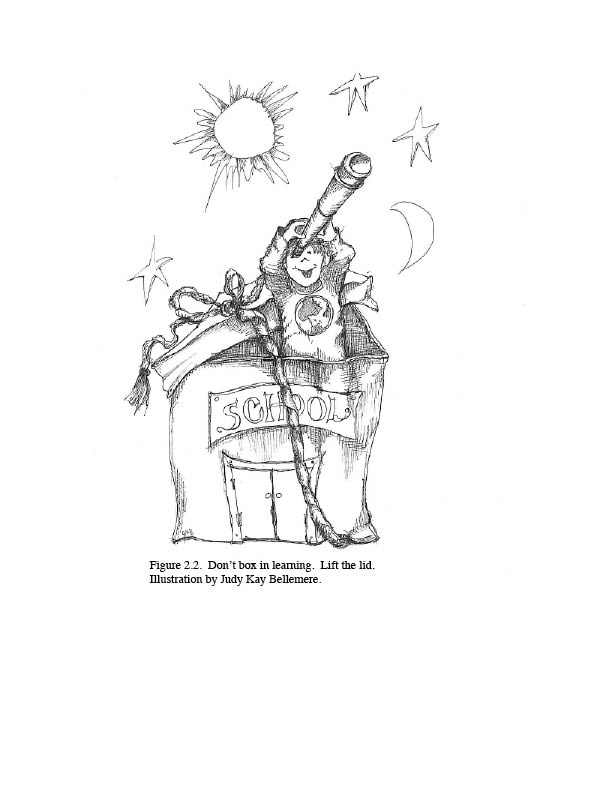 SCHOOL
Figure 2.2.  Don't box in learning.  Lift the lid.
Illustration by Judy Kay Bellemere.